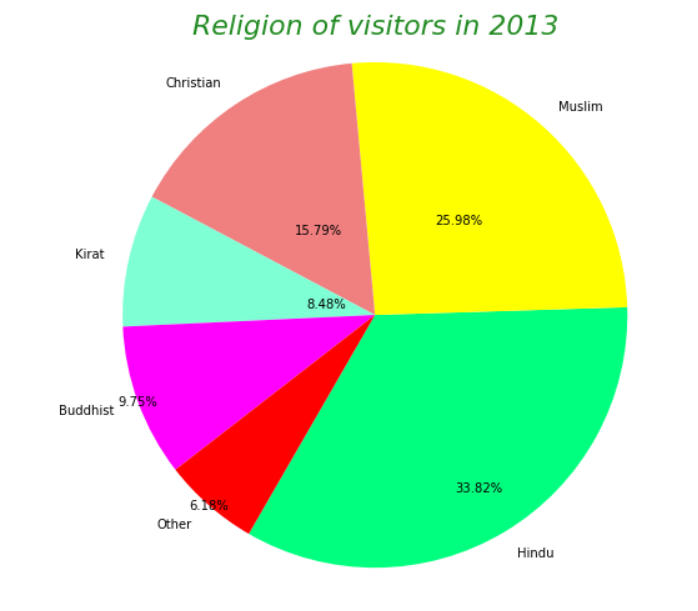 Religion of visitors in 2013
Christian
Muslim
25.98%
15.79%
Kirat
8.48%
9.75%
Buddhist
33.82%
6.18%
Other
Hindu